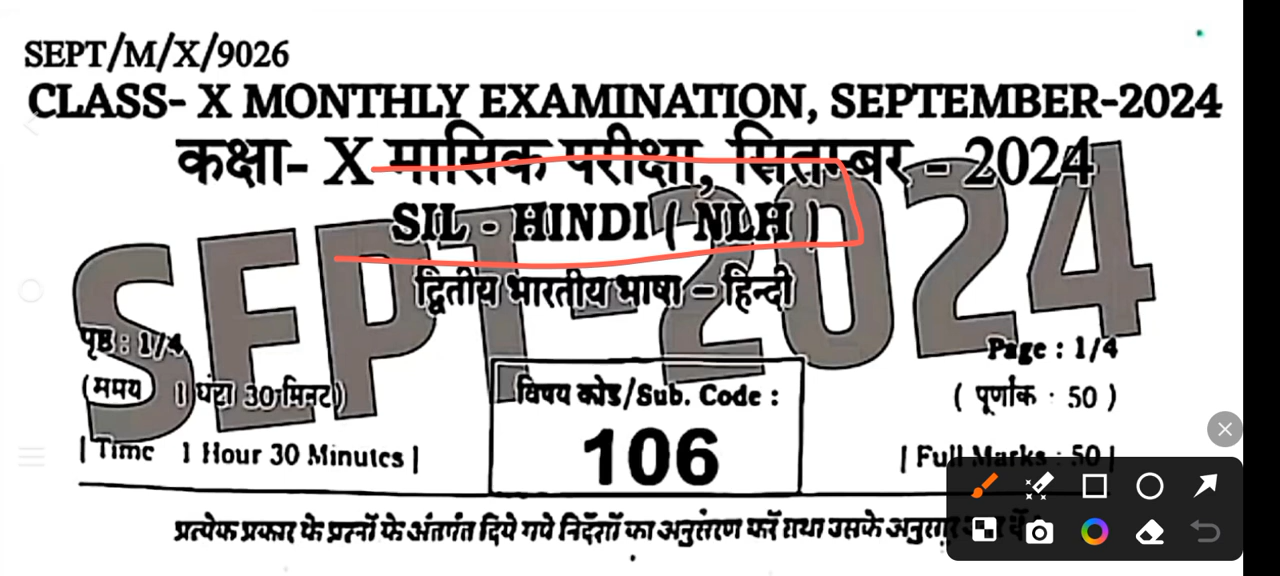 SEPT/M/X/9026
CLASS- X MONTHLY EXAMINATION, SEPTEMBER-2024
कक्षा- X मासिक परीक्षा, सितम्बर - 2024
SIL - HINDI ( NLH )
द्वितीय भारतीय भाषा – हिन्दी
SEPT-2024
पृष्ठ : 1/4
Page : 1/4
(समय 1 घंटा 30 मिनट)
विषय कोड/Sub. Code :
( पूर्णांक : 50 )
| Time 1 Hour 30 Minutes |
106
| Full Marks : 50 |
प्रत्येक प्रकार के प्रश्नों के अंतर्गत दिये गये निर्देशों का अनुसरण करें तथा उसके